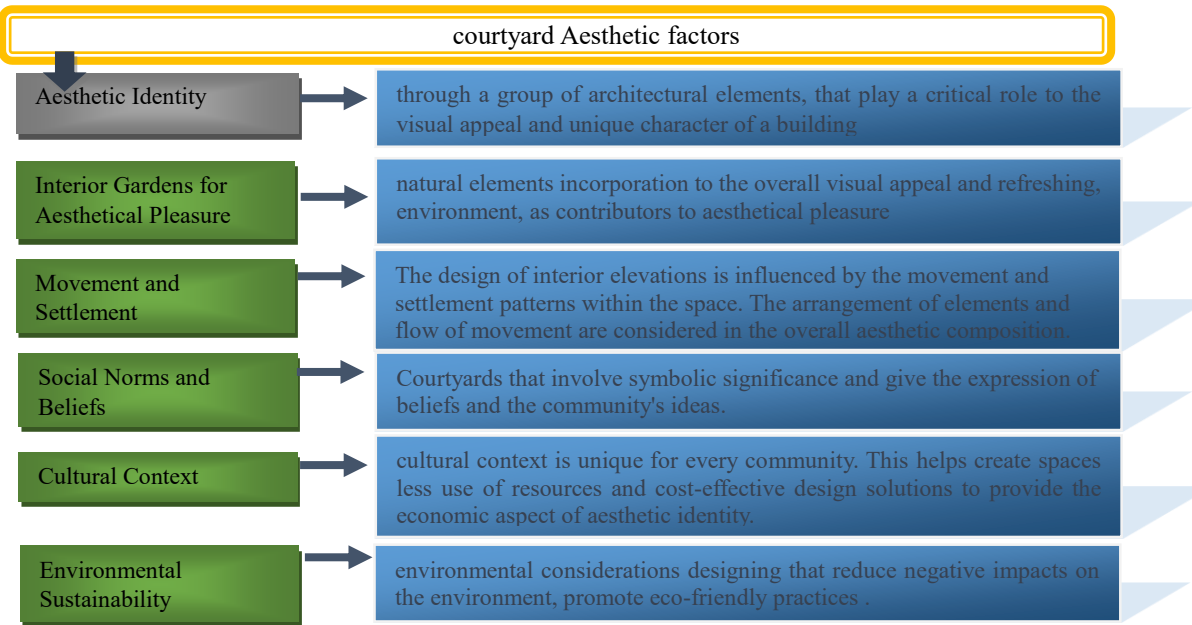 courtyard Aesthetic factors
Aesthetic Identity
through a group of architectural elements, that play a critical role to the
visual appeal and unique character of a building
Interior Gardens for
Aesthetical Pleasure
natural elements incorporation to the overall visual appeal and refreshing,
environment, as contributors to aesthetical pleasure
Movement and
Settlement
The design of interior elevations is influenced by the movement and
settlement patterns within the space. The arrangement of elements and
flow of movement are considered in the overall aesthetic composition.
Social Norms and
Beliefs
Courtyards that involve symbolic significance and give the expression of
beliefs and the community's ideas.
Cultural Context
cultural context is unique for every community. This helps create spaces
less use of resources and cost-effective design solutions to provide the
economic aspect of aesthetic identity.
Environmental
Sustainability
environmental considerations designing that reduce negative impacts on
the environment, promote eco-friendly practices .